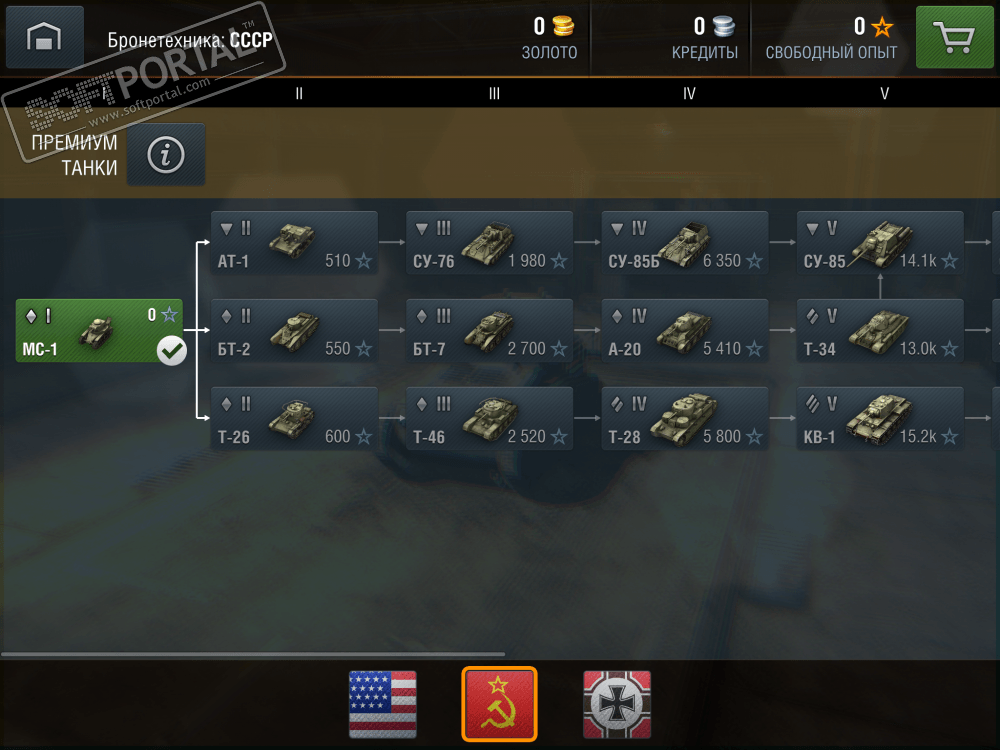 Бронетехника: СССР
0
ЗОЛОТО
0
КРЕДИТЫ
0
СВОБОДНЫЙ ОПЫТ
SOFTPORTAL™
www.softportal.com
I II III IV V
ПРЕМИУМ
ТАНКИ
i
II
АТ-1 510
III
СУ-76 1 980
IV
СУ-85Б 6 350
V
СУ-85 14.1k
I 0
МС-1
II
БТ-2 550
III
БТ-7 2 700
IV
А-20 5 410
V
Т-34 13.0k
II
Т-26 600
III
Т-46 2 520
IV
Т-28 5 800
V
КВ-1 15.2k